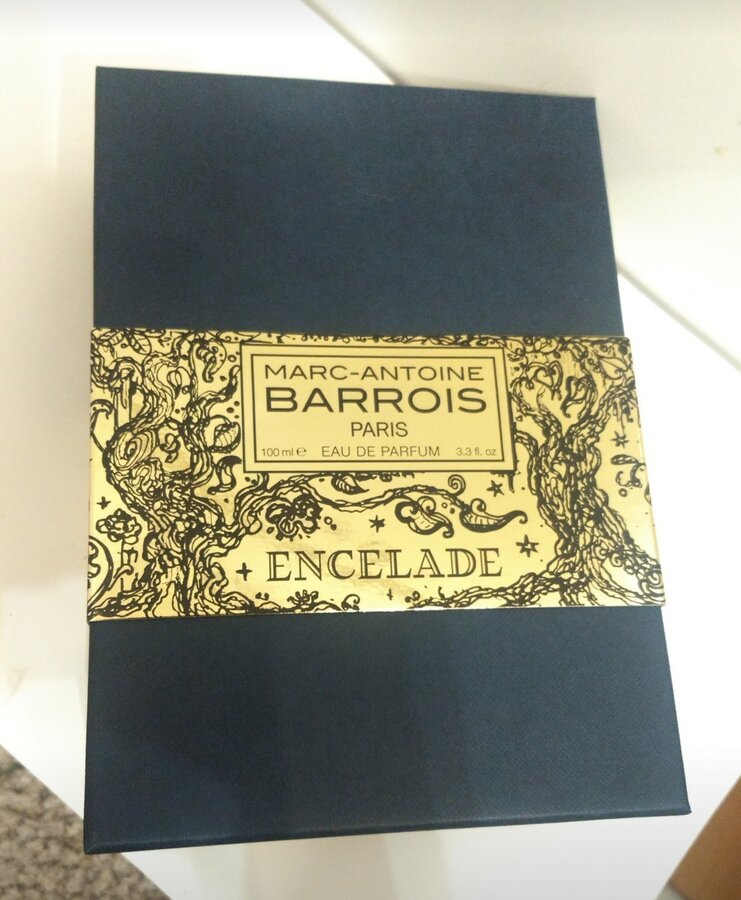 MARC-ANTOINE
BARROIS
PARIS
100 ml e EAU DE PARFUM 3.3 fl. oz
ENCELADE